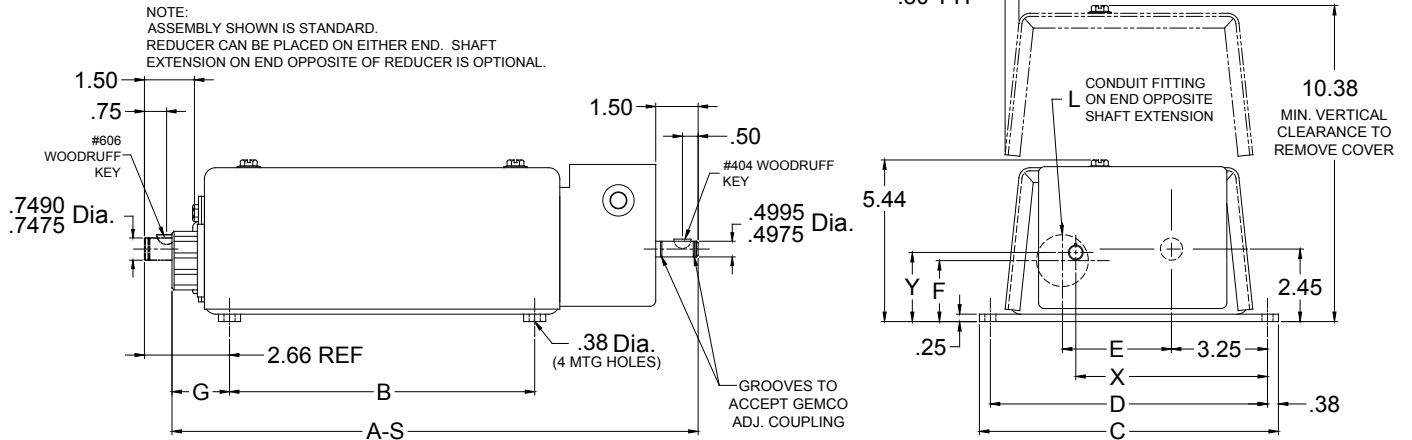 NOTE:
ASSEMBLY SHOWN IS STANDARD.
REDUCER CAN BE PLACED ON EITHER END. SHAFT
EXTENSION ON END OPPOSITE OF REDUCER IS OPTIONAL.
1.50
.75
#606
WOODRUFF
KEY
.7490
.7475 Dia.
2.66 REF
G
B
A-S
.38 Dia.
(4 MTG HOLES)
1.50
.50
#404 WOODRUFF
KEY
.4995
.4975 Dia.
GROOVES TO
ACCEPT GEMCO
ADJ. COUPLING
L
CONDUIT FITTING
ON END OPPOSITE
SHAFT EXTENSION
10.38
MIN. VERTICAL
CLEARANCE TO
REMOVE COVER
5.44
Y
F
.25
2.45
E
3.25
X
D
.38
C